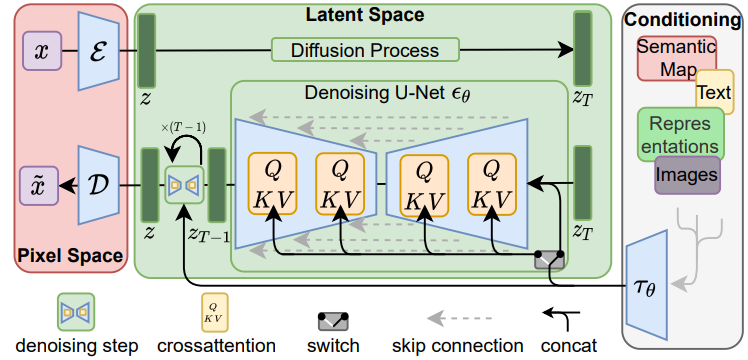 Latent Space
Conditioning
x
ℰ
Diffusion Process
z
z_T
Semantic
Map
Text
Repres
entations
Images
Denoising U-Net ϵ_θ
×(T−1)
Q
KV
Q
KV
Q
KV
Q
KV
x̃
𝒟
z
z_{T−1}
z_T
Pixel Space
τ_θ
Q
KV
denoising step
crossattention
switch
skip connection
concat